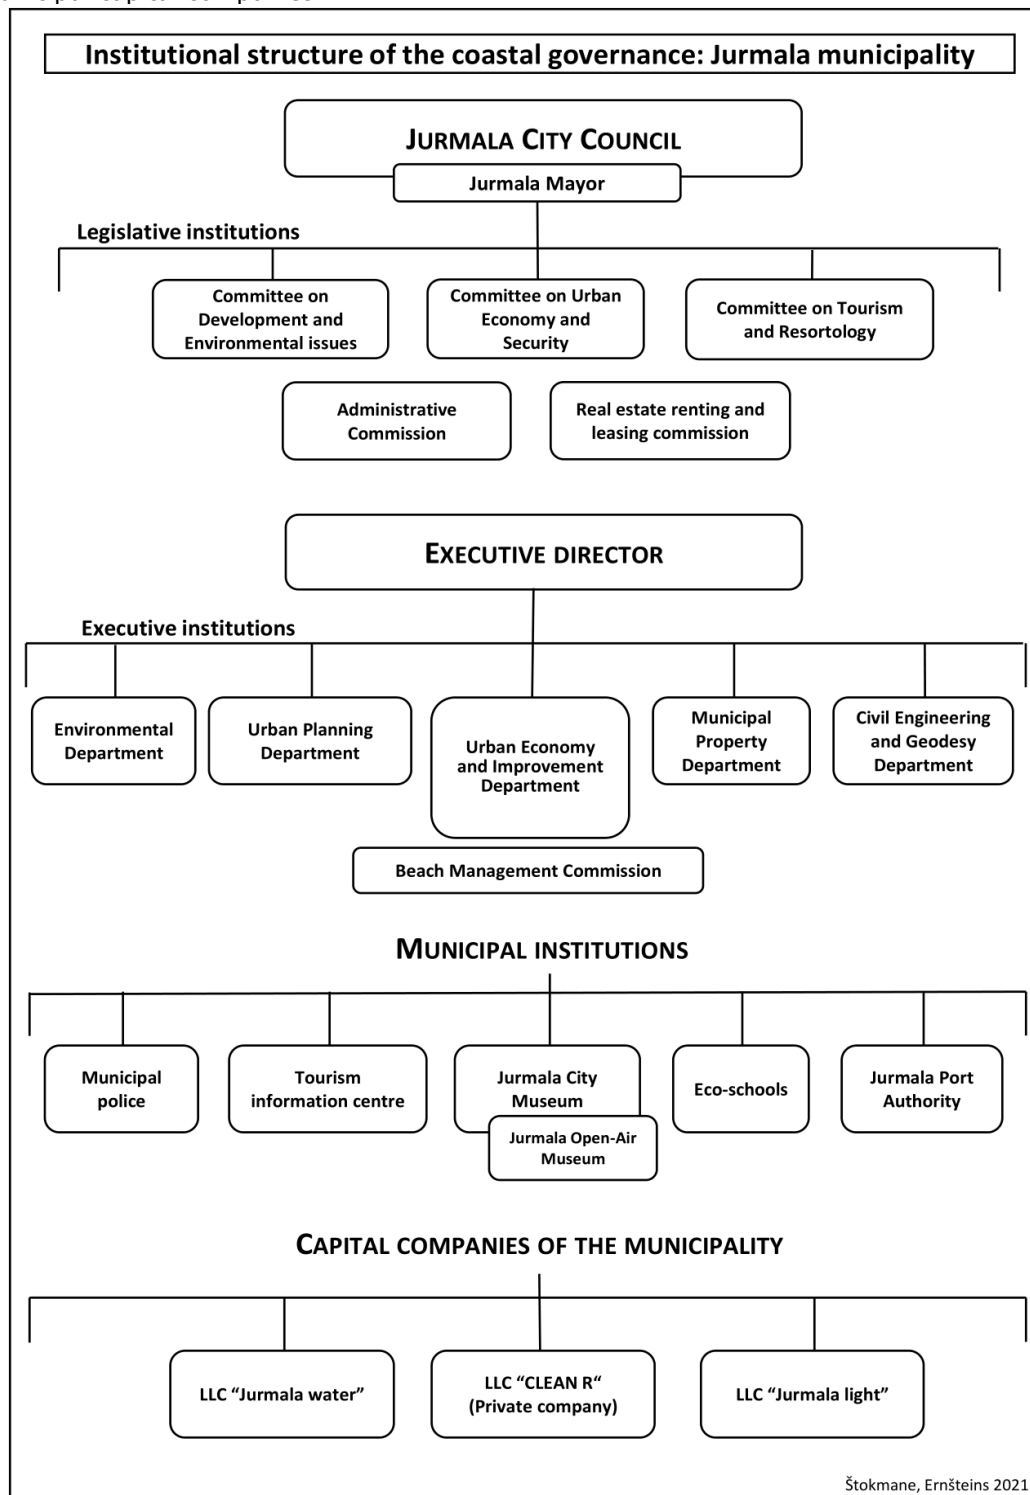 Institutional structure of the coastal governance: Jurmala municipality
JURMALA CITY COUNCIL
Jurmala Mayor
Legislative institutions
Committee on
Development and
Environmental issues
Committee on Urban
Economy and
Security
Committee on Tourism
and Resortology
Administrative
Commission
Real estate renting and
leasing commission
EXECUTIVE DIRECTOR
Executive institutions
Environmental
Department
Urban Planning
Department
Urban Economy
and Improvement
Department
Municipal
Property
Department
Civil Engineering
and Geodesy
Department
Beach Management Commission
MUNICIPAL INSTITUTIONS
Municipal
police
Tourism
information centre
Jurmala City
Museum
Jurmala Open-Air
Museum
Eco-schools
Jurmala Port
Authority
CAPITAL COMPANIES OF THE MUNICIPALITY
LLC “Jurmala water”
LLC “CLEAN R“
(Private company)
LLC “Jurmala light”
Štokmane, Ernšteins 2021